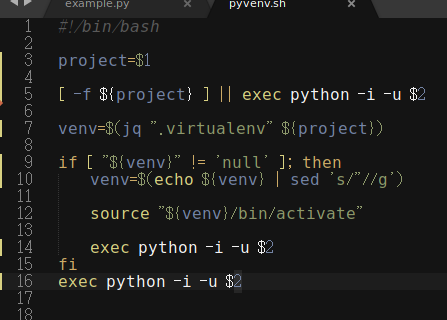 example.py × pyvenv.sh ×
1 #!/bin/bash
2
3 project=$1
4
5 [ -f ${project} ] || exec python -i -u $2
6
7 venv=$(jq ".virtualenv" ${project})
8
9 if [ "${venv}" != 'null' ]; then
10 venv=$(echo ${venv} | sed 's/"//g')
11
12 source "${venv}/bin/activate"
13
14 exec python -i -u $2
15 fi
16 exec python -i -u $2
17
18